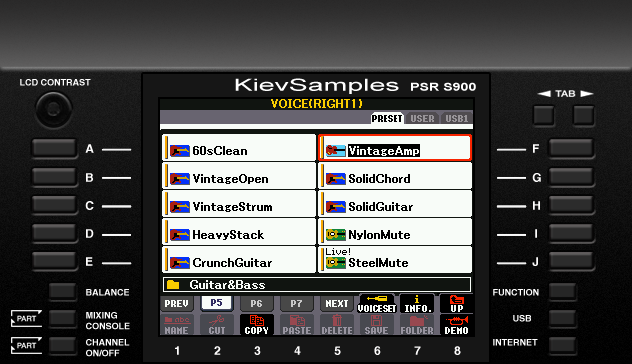 LCD CONTRAST
KievSamples PSR S900
TAB
VOICE(RIGHT1)
PRESET USER USB1
A 60sClean VintageAmp F
B VintageOpen SolidChord G
C VintageStrum SolidGuitar H
D HeavyStack NylonMute I
Live!
E CrunchGuitar SteelMute J
Guitar&Bass
BALANCE
FUNCTION
PREV P5 P6 P7 NEXT VOICESET INFO. UP
PART MIXING CONSOLE
USB
NAME CUT COPY PASTE DELETE SAVE FOLDER DEMO
PART CHANNEL ON/OFF
INTERNET
1 2 3 4 5 6 7 8